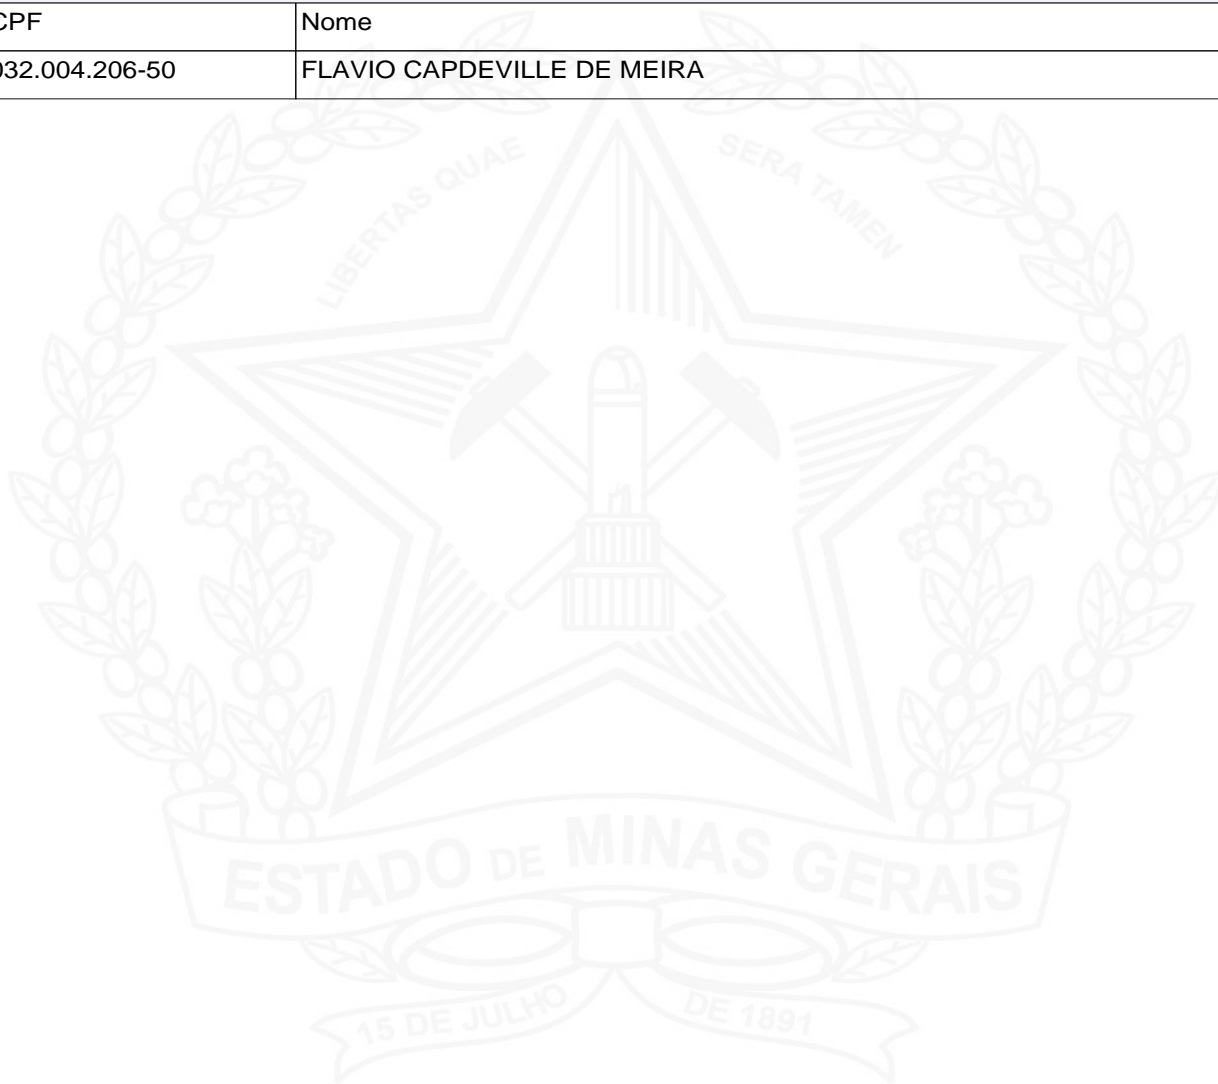 CPF Nome
032.004.206-50 FLAVIO CAPDEVILLE DE MEIRA
LIBERTAS QUAE SERA TAMEN
ESTADO DE MINAS GERAIS
15 DE JULHO DE 1891